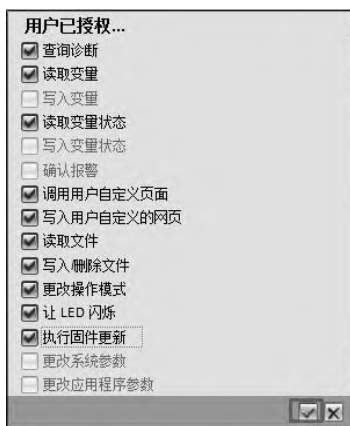 用户已授权...
查询诊断
读取变量
写入变量
读取变量状态
写入变量状态
确认报警
调用用户自定义页面
写入用户自定义的网页
读取文件
写入/删除文件
更改操作模式
让 LED 闪烁
执行固件更新
更改系统参数
更改应用程序参数